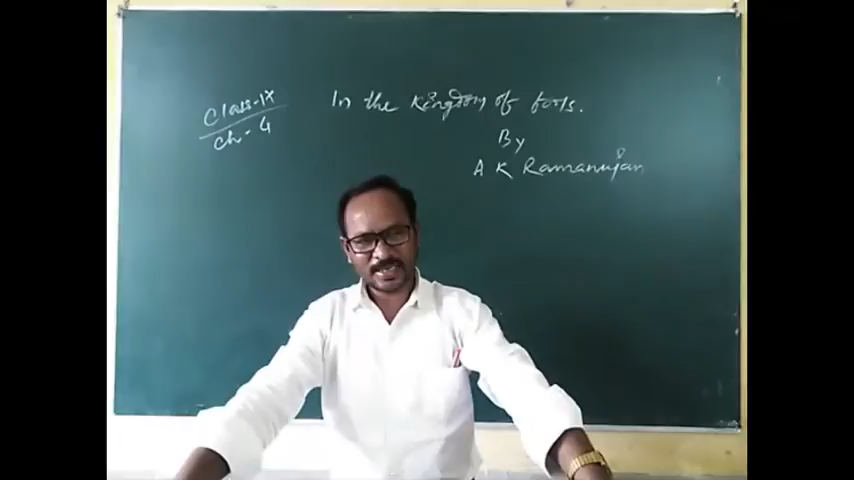 Class-IX
Ch-4
In the Kingdom of fools.
By
A K Ramanujan